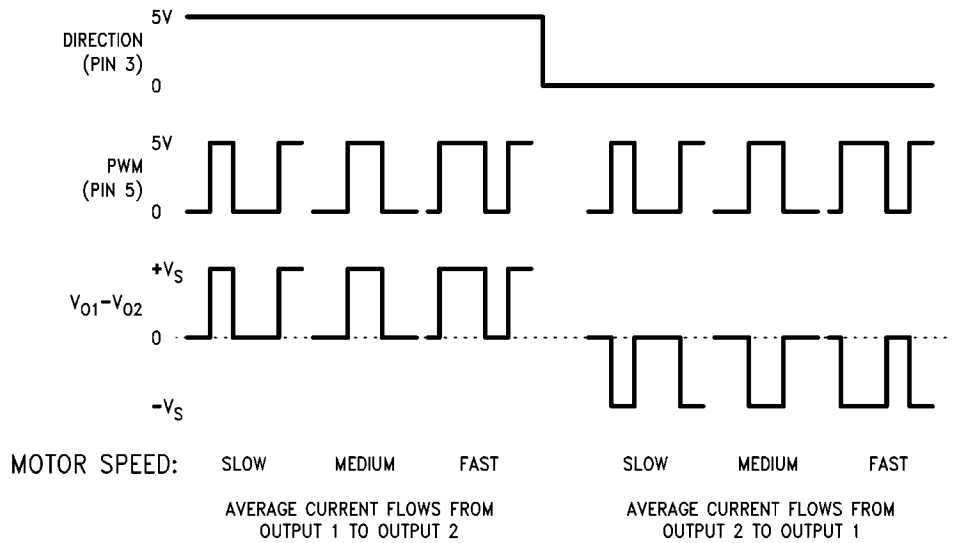 5V
DIRECTION
(PIN 3)
0
5V
PWM
(PIN 5)
0
+VS
VO1−VO2
0
−VS
MOTOR SPEED: SLOW MEDIUM FAST SLOW MEDIUM FAST
AVERAGE CURRENT FLOWS FROM
OUTPUT 1 TO OUTPUT 2
AVERAGE CURRENT FLOWS FROM
OUTPUT 2 TO OUTPUT 1